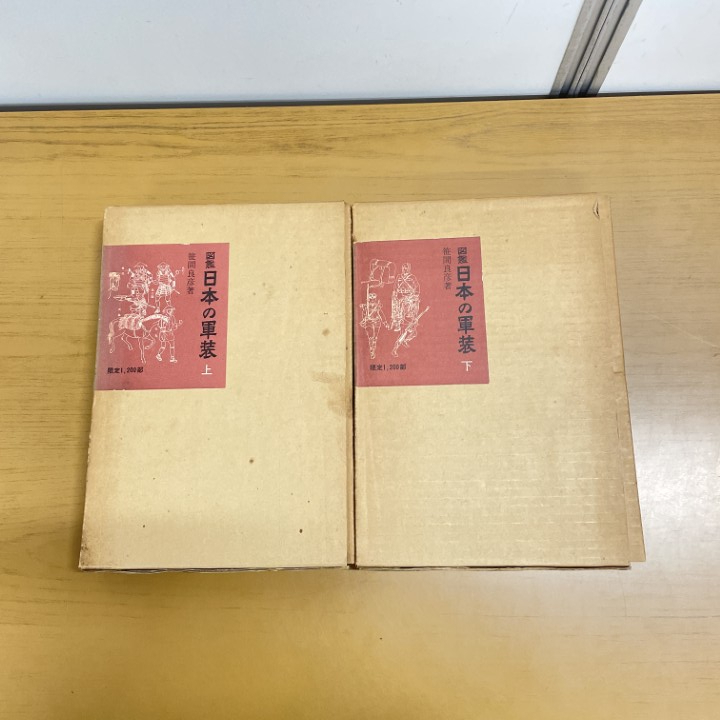 図鑑
日本の軍装
上
笹間良彦著
限定1,200部
図鑑
日本の軍装
下
笹間良彦著
限定1,200部